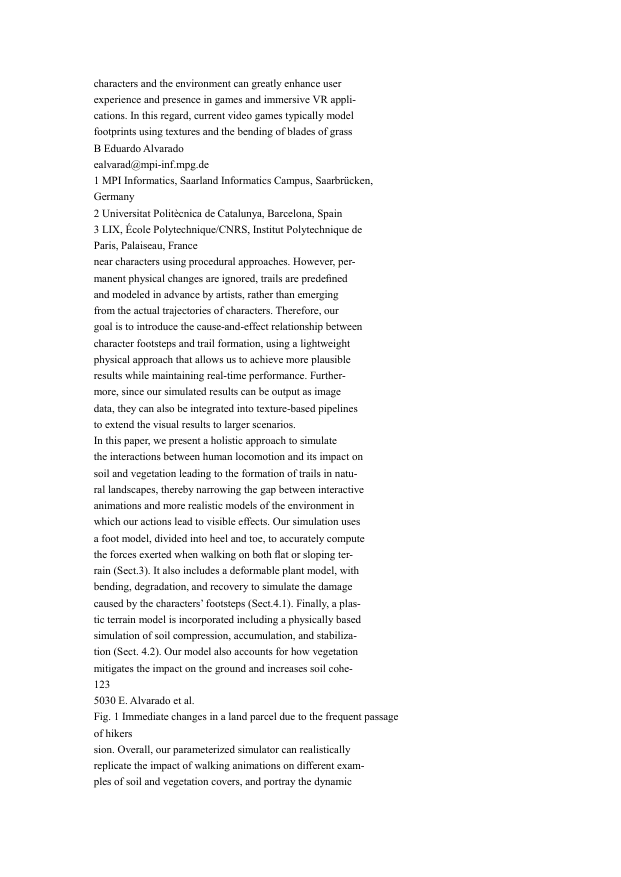 characters and the environment can greatly enhance user
experience and presence in games and immersive VR appli-
cations. In this regard, current video games typically model
footprints using textures and the bending of blades of grass
B Eduardo Alvarado
ealvarad@mpi-inf.mpg.de
1 MPI Informatics, Saarland Informatics Campus, Saarbrücken,
Germany
2 Universitat Politècnica de Catalunya, Barcelona, Spain
3 LIX, École Polytechnique/CNRS, Institut Polytechnique de
Paris, Palaiseau, France
near characters using procedural approaches. However, per-
manent physical changes are ignored, trails are predefined
and modeled in advance by artists, rather than emerging
from the actual trajectories of characters. Therefore, our
goal is to introduce the cause-and-effect relationship between
character footsteps and trail formation, using a lightweight
physical approach that allows us to achieve more plausible
results while maintaining real-time performance. Further-
more, since our simulated results can be output as image
data, they can also be integrated into texture-based pipelines
to extend the visual results to larger scenarios.
In this paper, we present a holistic approach to simulate
the interactions between human locomotion and its impact on
soil and vegetation leading to the formation of trails in natu-
ral landscapes, thereby narrowing the gap between interactive
animations and more realistic models of the environment in
which our actions lead to visible effects. Our simulation uses
a foot model, divided into heel and toe, to accurately compute
the forces exerted when walking on both flat or sloping ter-
rain (Sect.3). It also includes a deformable plant model, with
bending, degradation, and recovery to simulate the damage
caused by the characters’ footsteps (Sect.4.1). Finally, a plas-
tic terrain model is incorporated including a physically based
simulation of soil compression, accumulation, and stabiliza-
tion (Sect. 4.2). Our model also accounts for how vegetation
mitigates the impact on the ground and increases soil cohe-
123
5030 E. Alvarado et al.
Fig. 1 Immediate changes in a land parcel due to the frequent passage
of hikers
sion. Overall, our parameterized simulator can realistically
replicate the impact of walking animations on different exam-
ples of soil and vegetation covers, and portray the dynamic